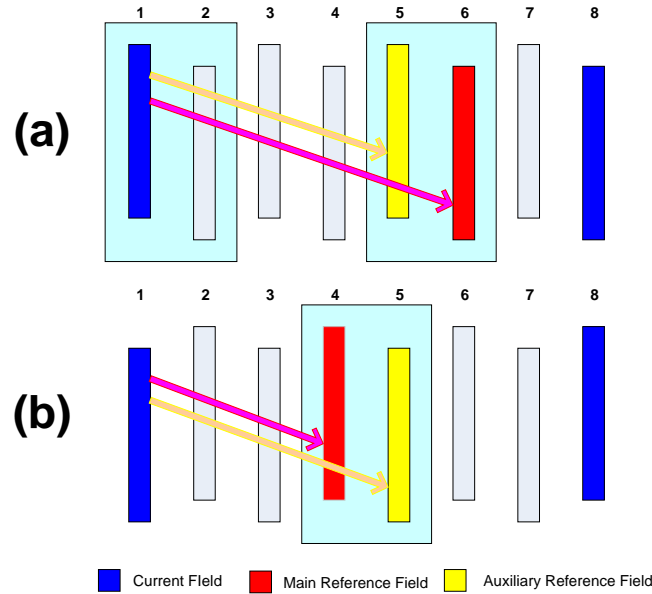 1 2 3 4 5 6 7 8
(a)
1 2 3 4 5 6 7 8
(b)
Current FIeld Main Reference Field Auxiliary Reference Field